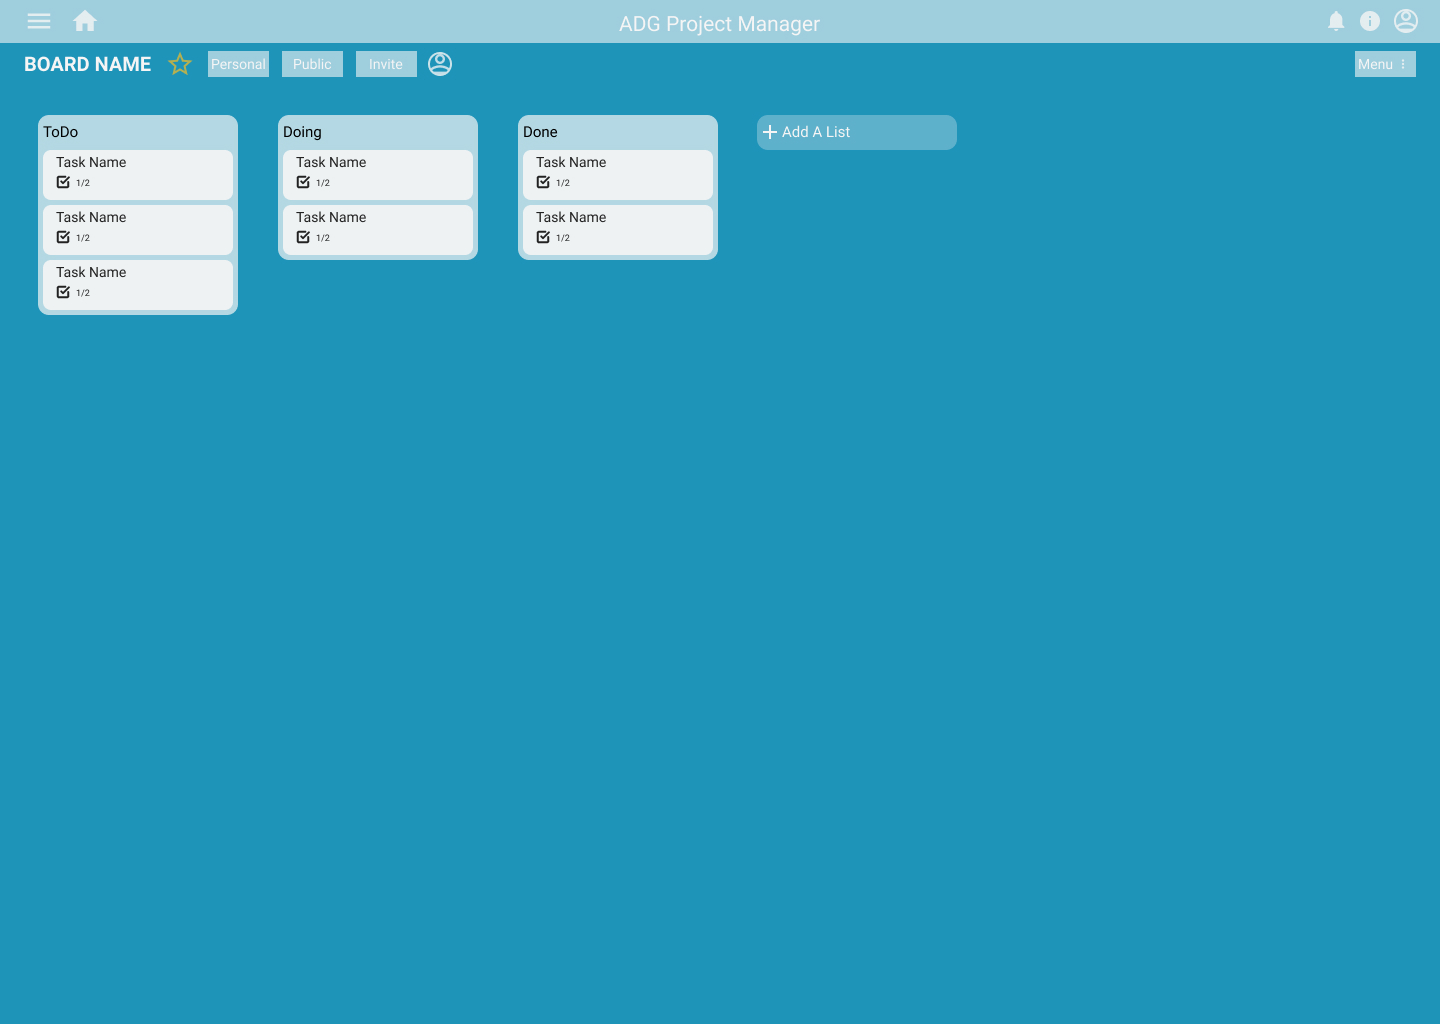 ADG Project Manager
BOARD NAME
Personal
Public
Invite
Menu
ToDo
Task Name
1/2
Task Name
1/2
Task Name
1/2
Doing
Task Name
1/2
Task Name
1/2
Done
Task Name
1/2
Task Name
1/2
Add A List